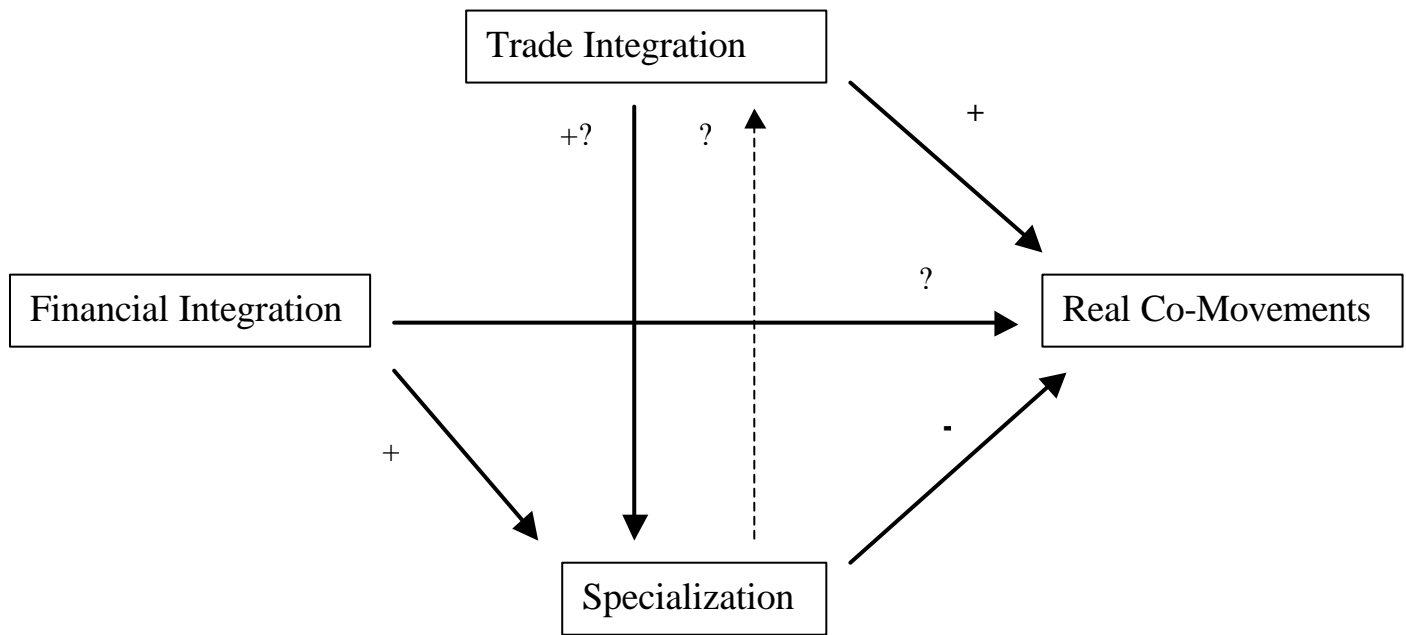 Trade Integration
+
+?
?
?
Financial Integration
Real Co-Movements
+
-
Specialization